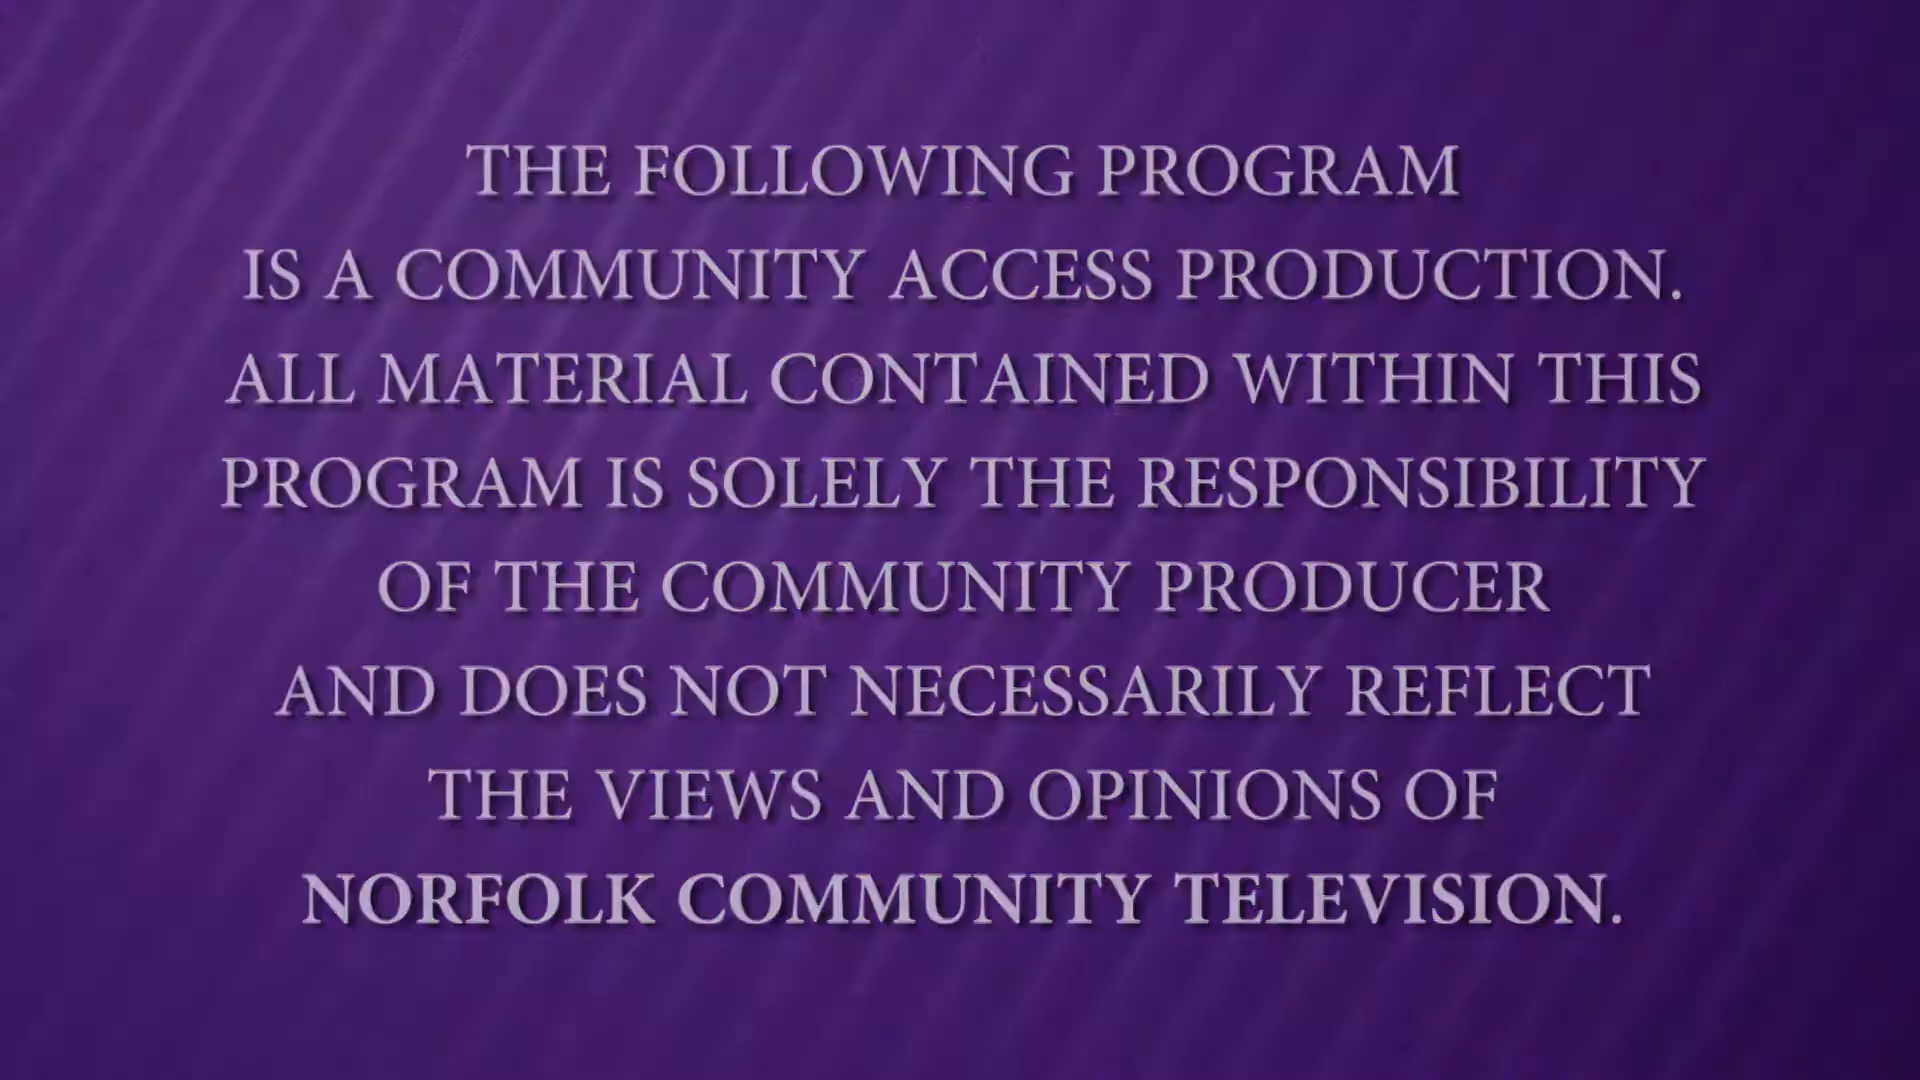 THE FOLLOWING PROGRAM
IS A COMMUNITY ACCESS PRODUCTION.
ALL MATERIAL CONTAINED WITHIN THIS
PROGRAM IS SOLELY THE RESPONSIBILITY
OF THE COMMUNITY PRODUCER
AND DOES NOT NECESSARILY REFLECT
THE VIEWS AND OPINIONS OF
NORFOLK COMMUNITY TELEVISION.